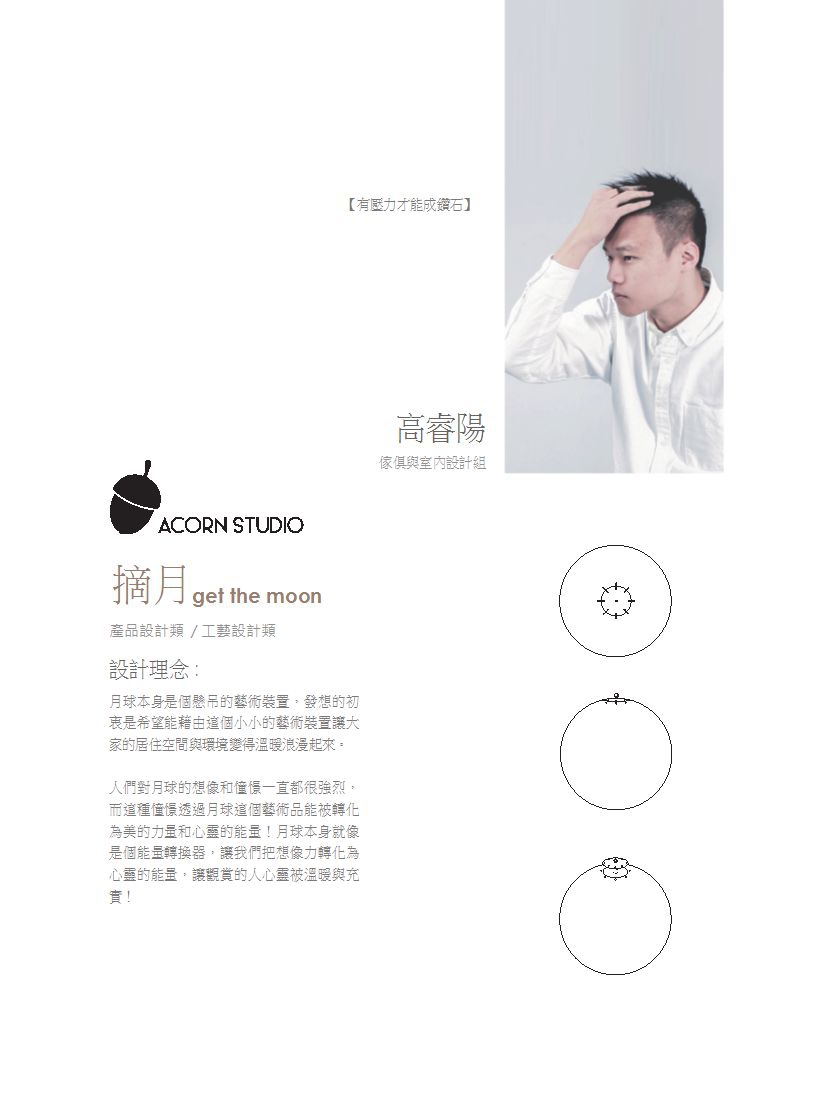 【有壓力才能成鑽石】
高睿陽
傢俱與室內設計組
ACORN STUDIO
摘月get the moon
產品設計類 / 工藝設計類
設計理念 :
月球本身是個懸吊的藝術裝置，發想的初
衷是希望能藉由這個小小的藝術裝置讓大
家的居住空間與環境變得溫暖浪漫起來。
人們對月球的想像和憧憬一直都很強烈，
而這種憧憬透過月球這個藝術品能被轉化
為美的力量和心靈的能量！月球本身就像
是個能量轉換器，讓我們把想像力轉化為
心靈的能量，讓觀賞的人心靈被溫暖與充
實！